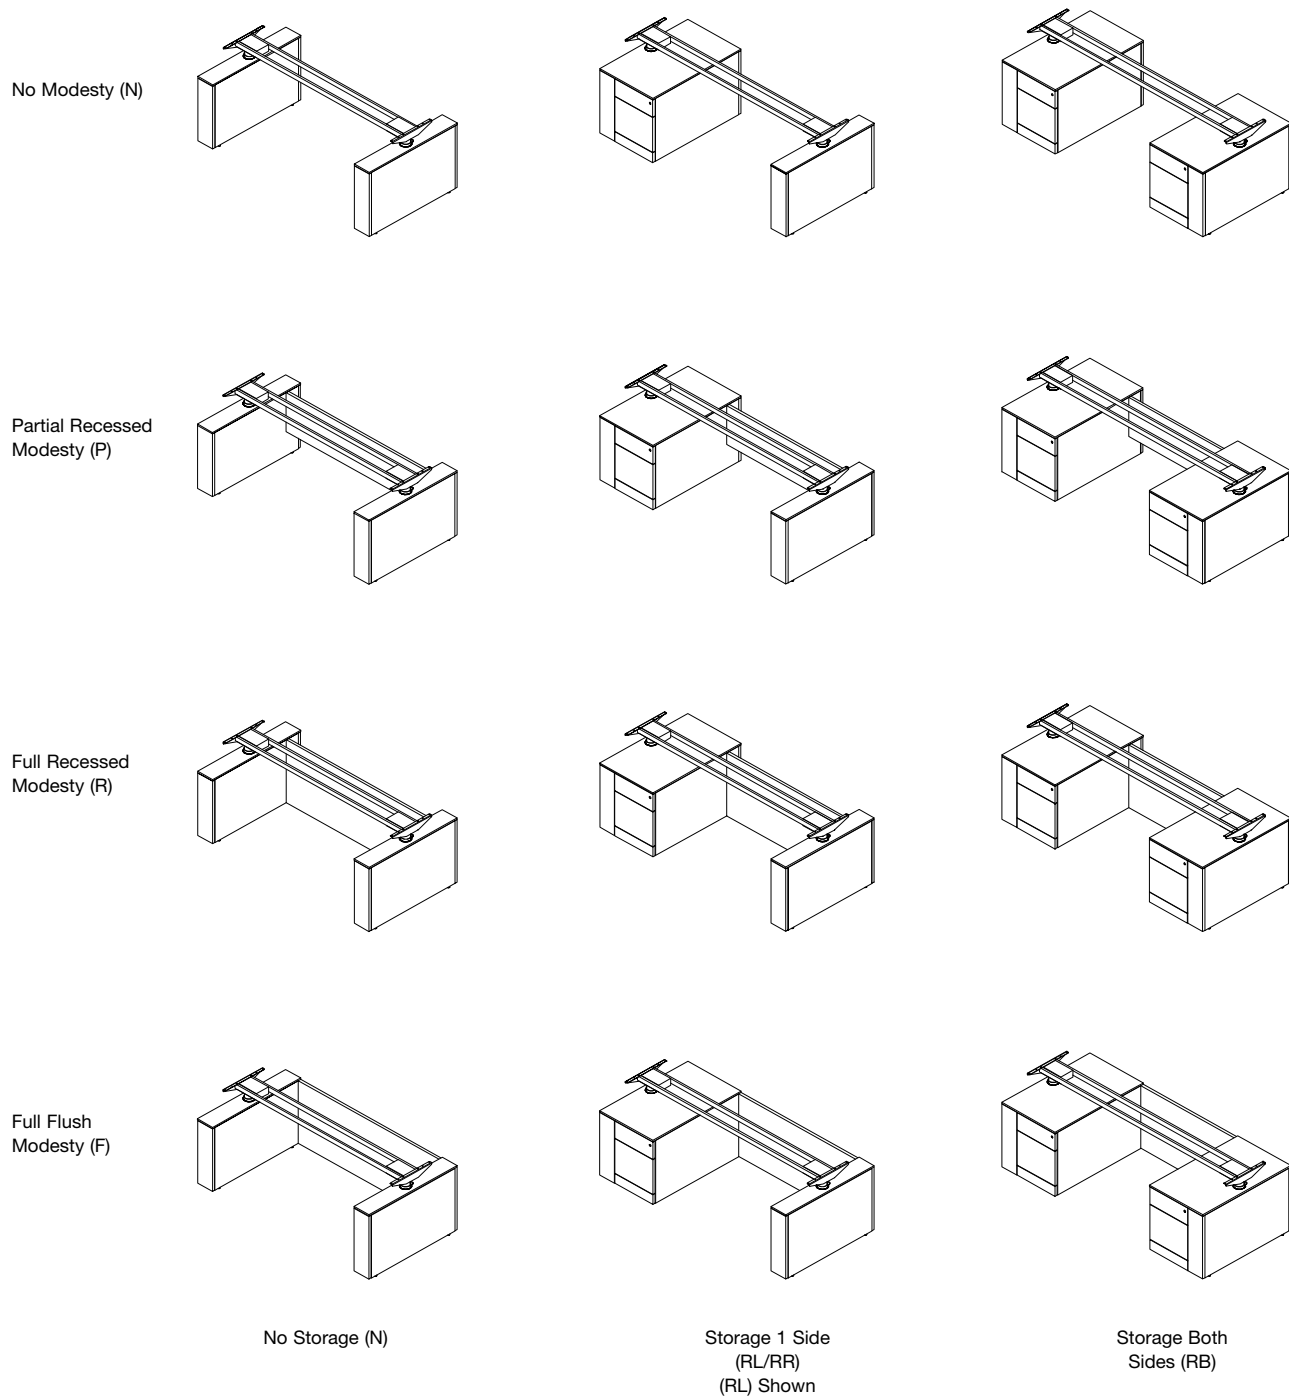 No Modesty (N)
Partial Recessed
Modesty (P)
Full Recessed
Modesty (R)
Full Flush
Modesty (F)
No Storage (N)
Storage 1 Side
(RL/RR)
(RL) Shown
Storage Both
Sides (RB)